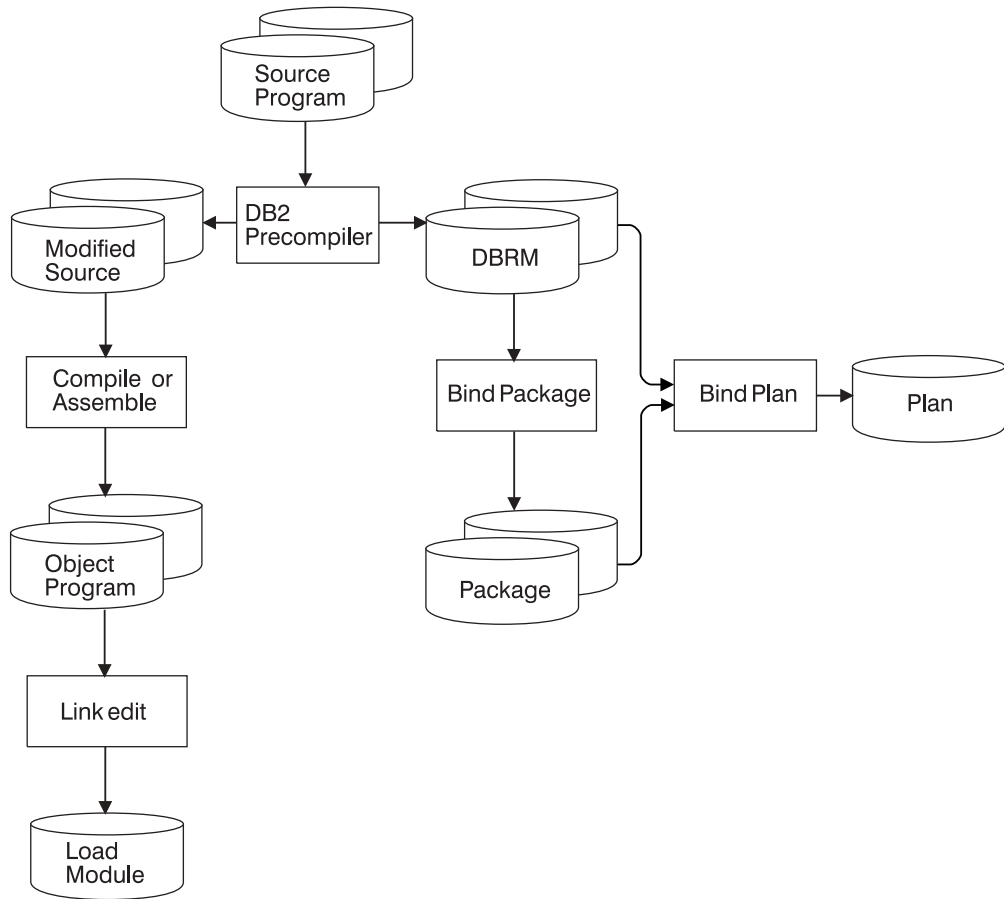 Source
Program
DB2
Precompiler
Modified
Source
DBRM
Compile or
Assemble
Bind Package
Bind Plan
Plan
Object
Program
Package
Link edit
Load
Module